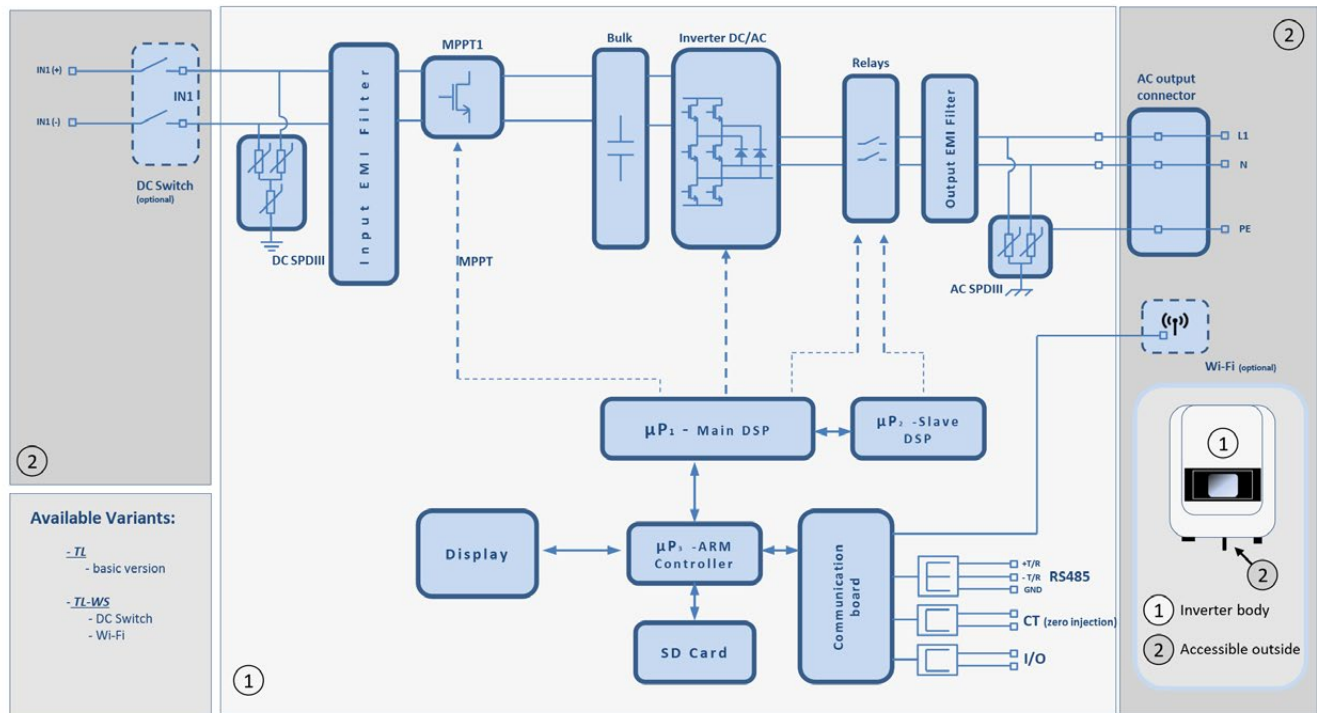 2
IN1 (+)
IN1 (-)
IN1
DC Switch
(optional)
DC SPDIII
Input EMI Filter
MPPT1
MPPT
Bulk
Inverter DC/AC
Relays
Output EMI Filter
AC SPDIII
2
AC output
connector
L1
N
PE
Wi-Fi (optional)
µP1 - Main DSP
µP2 -Slave
DSP
µP3 -ARM
Controller
Display
SD Card
Communication
board
+T/R
- T/R
GND
RS485
CT (zero injection)
I/O
1
2
1 Inverter body
2 Accessible outside
2
Available Variants:
- TL
- basic version
- TL-WS
- DC Switch
- Wi-Fi
1